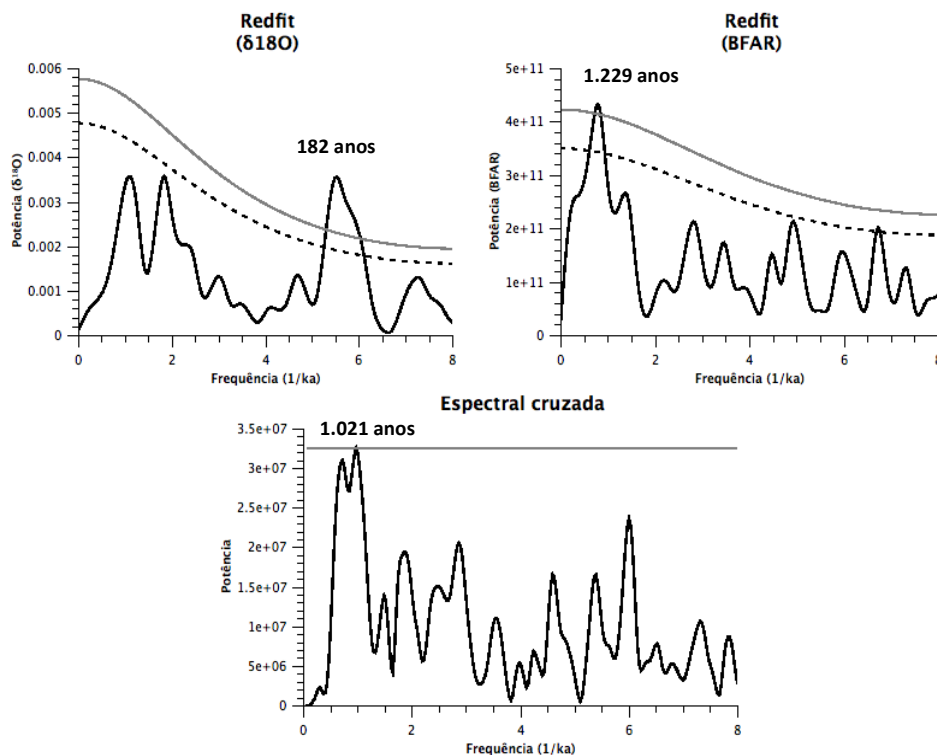 Redfit
(δ18O)
0.006
0.005
0.004
0.003
0.002
0.001
0
Potência (δ¹⁸O)
182 anos
0 2 4 6 8
Frequência (1/ka)
Redfit
(BFAR)
5e+11
4e+11
3e+11
2e+11
1e+11
0
Potência (BFAR)
1.229 anos
0 2 4 6 8
Frequência (1/ka)
Espectral cruzada
3.5e+07
3e+07
2.5e+07
2e+07
1.5e+07
1e+07
5e+06
0
Potência
1.021 anos
0 2 4 6 8
Frequência (1/ka)